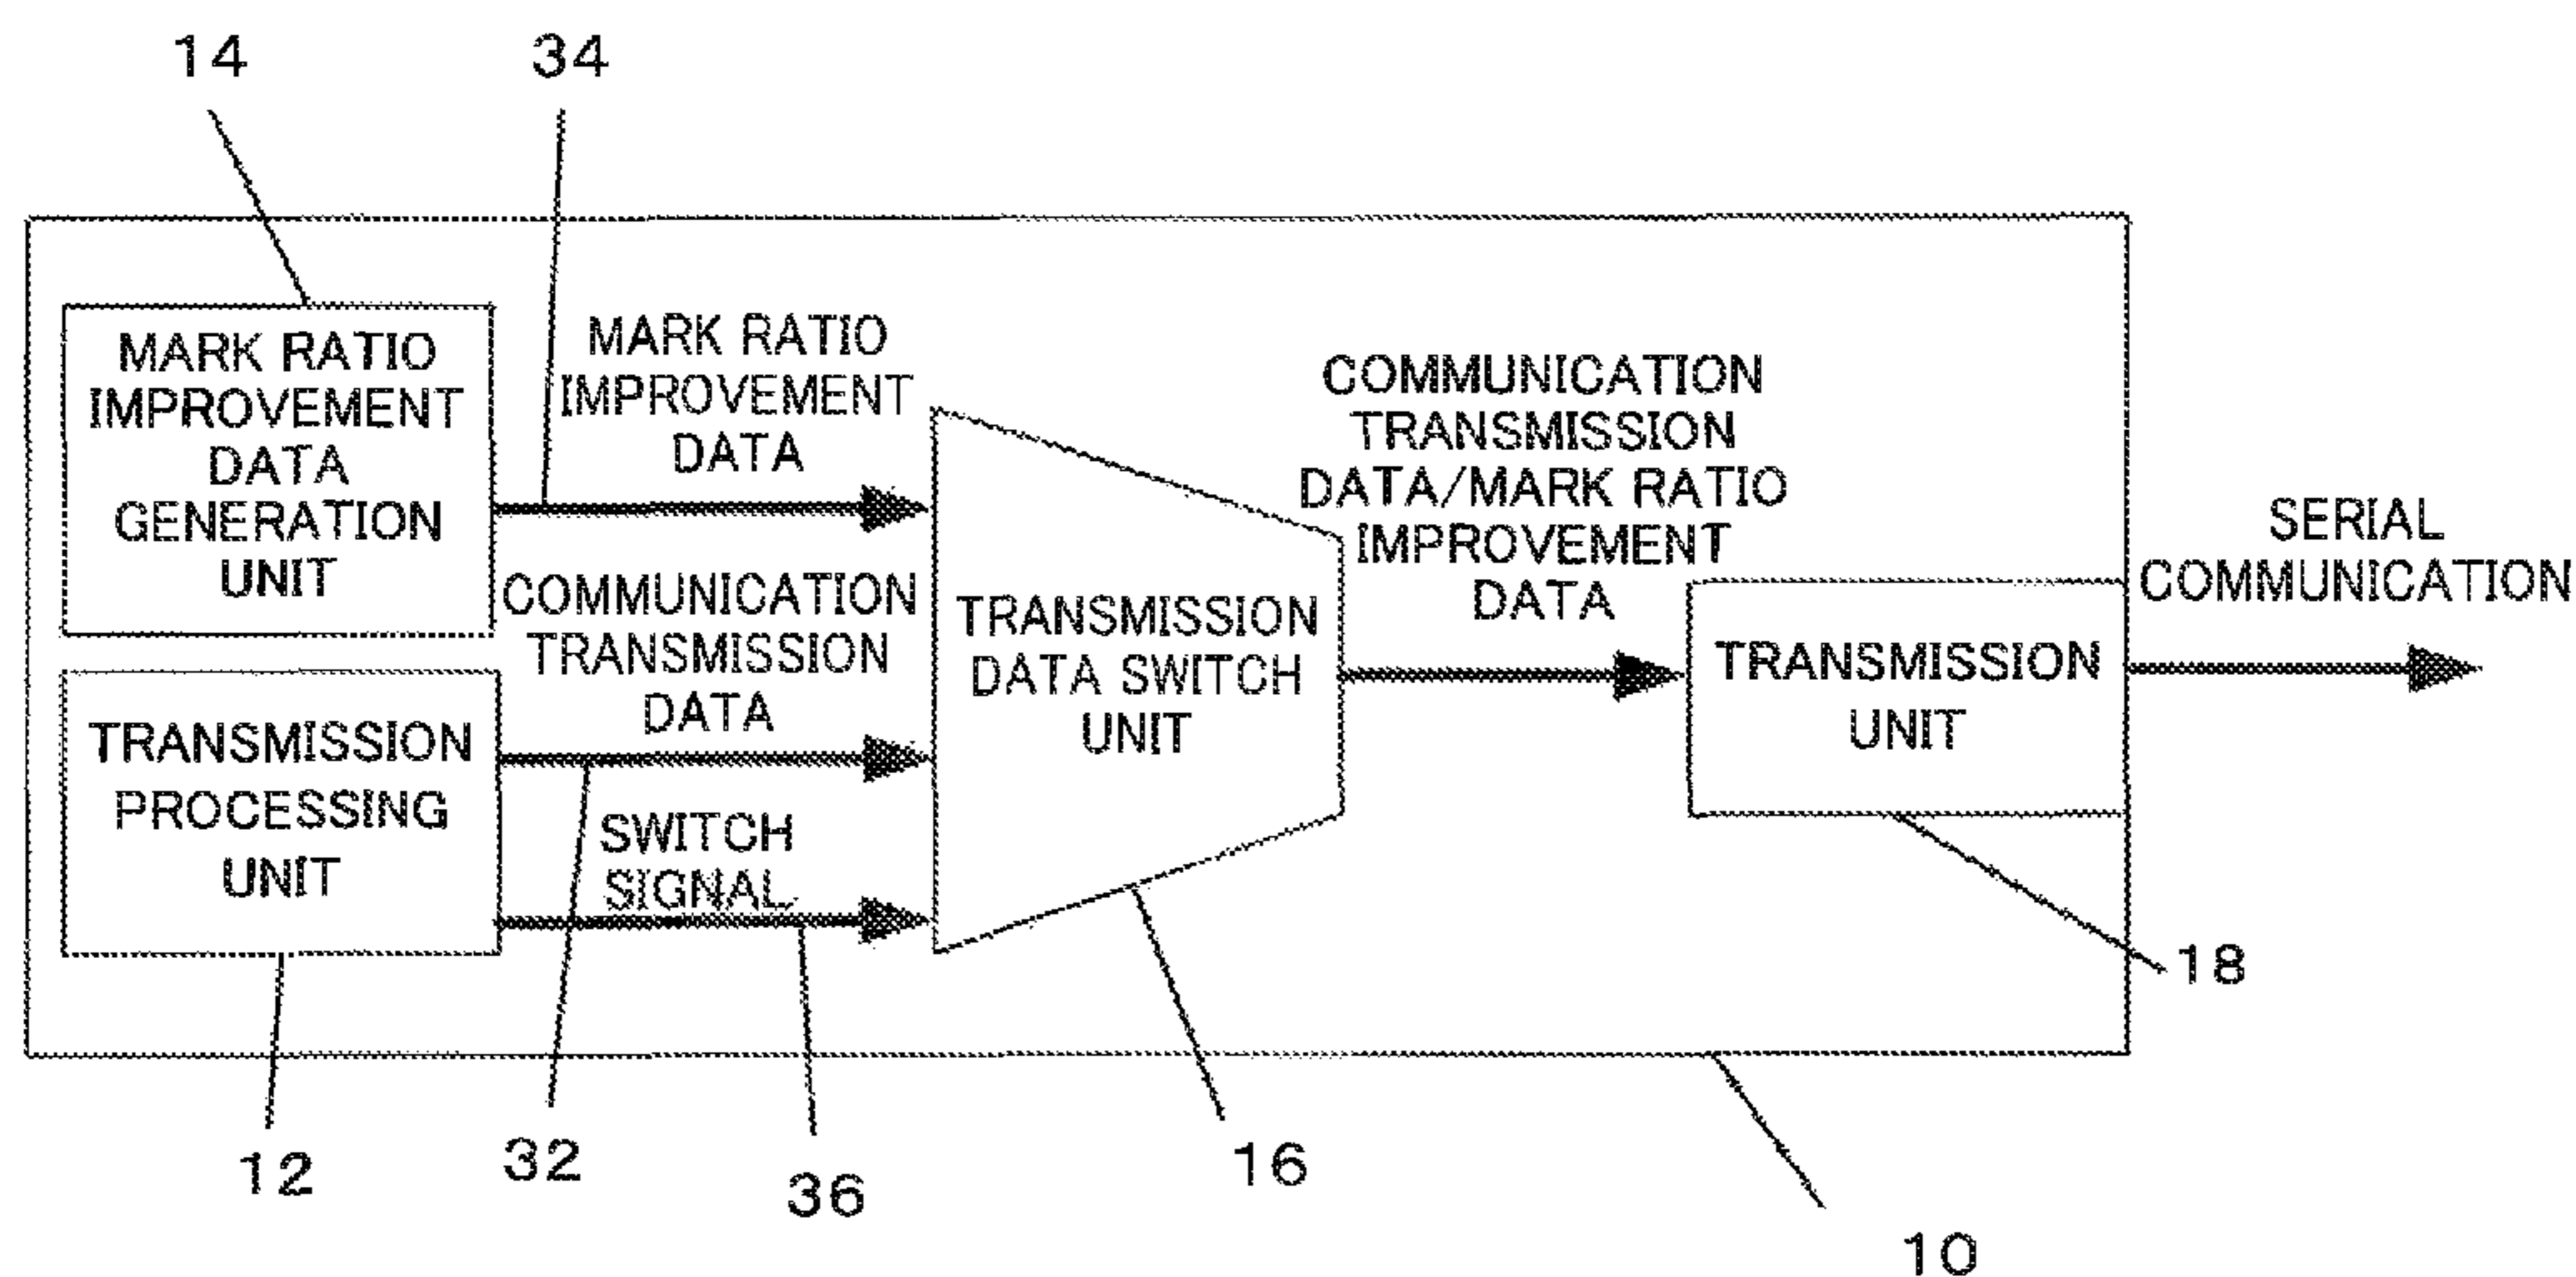 14
34
MARK RATIO
IMPROVEMENT
DATA
GENERATION
UNIT
MARK RATIO
IMPROVEMENT
DATA
COMMUNICATION
TRANSMISSION
DATA/MARK RATIO
IMPROVEMENT
DATA
SERIAL
COMMUNICATION
COMMUNICATION
TRANSMISSION
DATA
TRANSMISSION
DATA SWITCH
UNIT
TRANSMISSION
UNIT
TRANSMISSION
PROCESSING
UNIT
SWITCH
SIGNAL
18
12
32
36
16
10